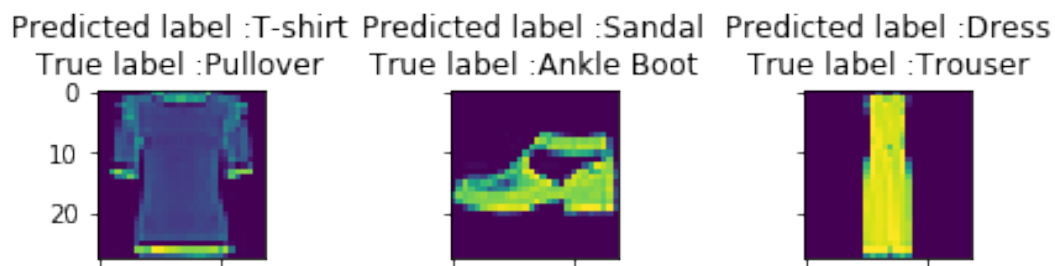 Predicted label :T-shirt Predicted label :Sandal Predicted label :Dress
True label :Pullover True label :Ankle Boot True label :Trouser
0
10
20